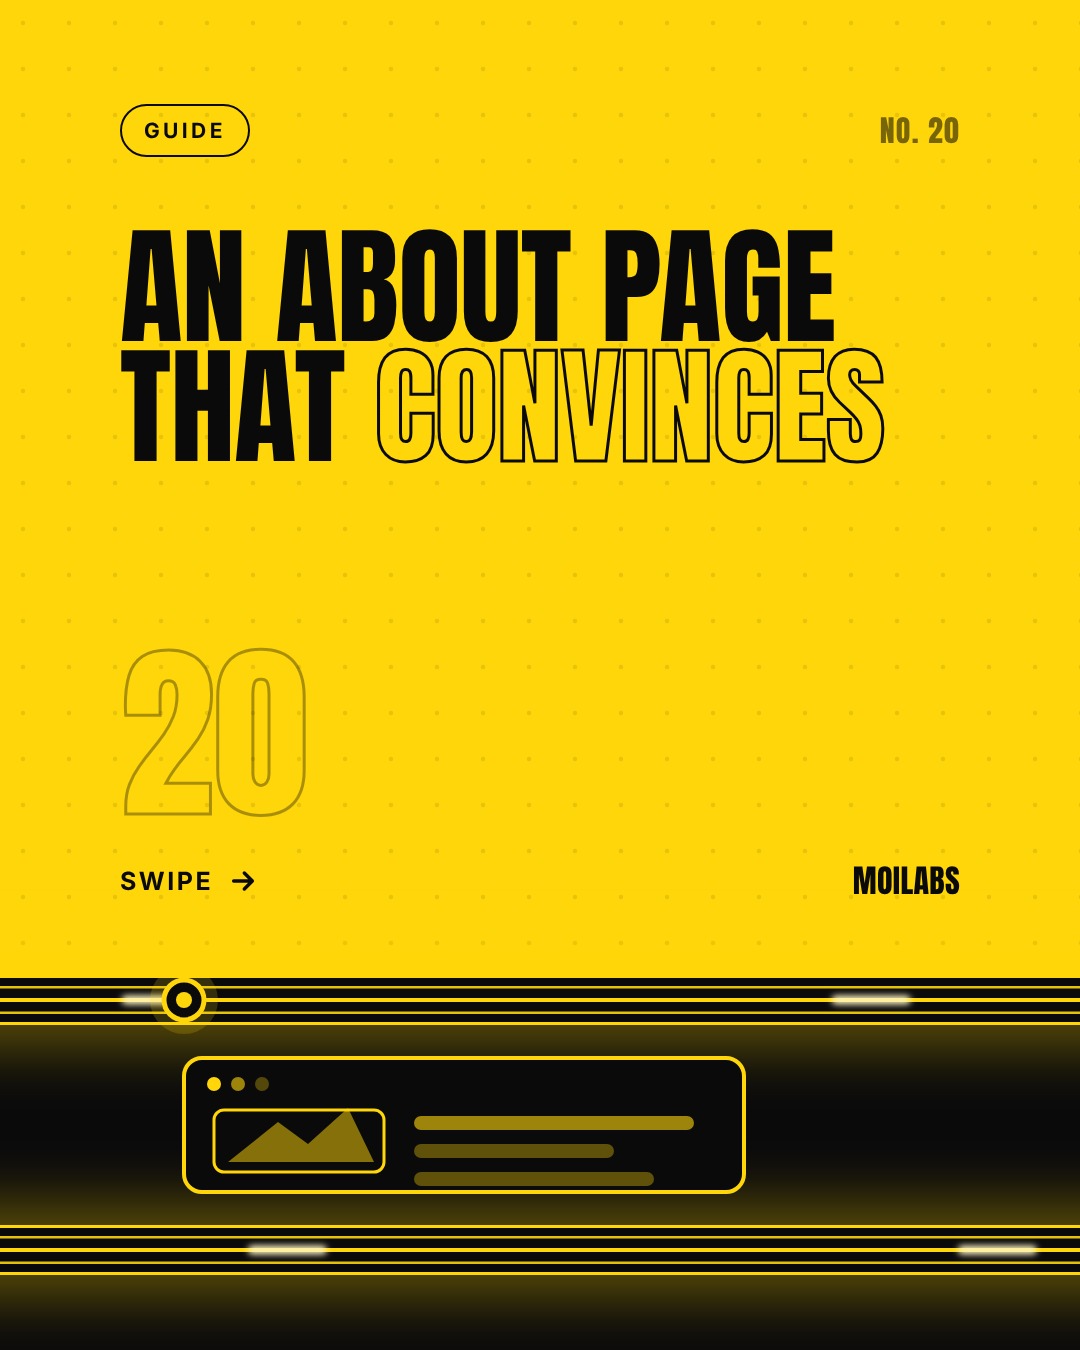 GUIDE
NO. 20
AN ABOUT PAGE
THAT CONVINCES
20
SWIPE →
MOILABS